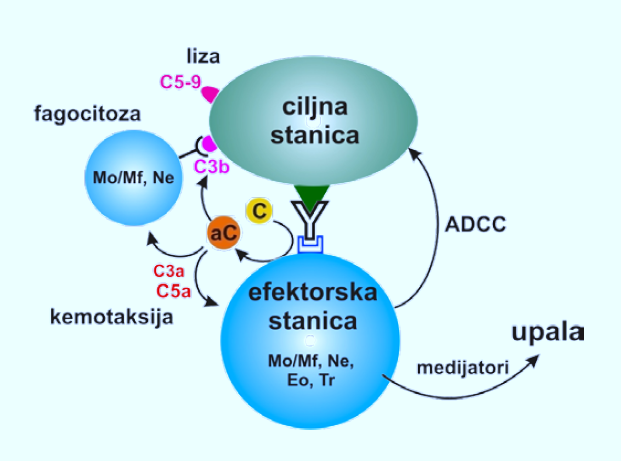 liza
C5-9
ciljna
stanica
fagocitoza
Mo/Mf, Ne
C3b
C
aC
ADCC
C3a
C5a
kemotaksija
efektorska
stanica
Mo/Mf, Ne,
Eo, Tr
medijatori
upala